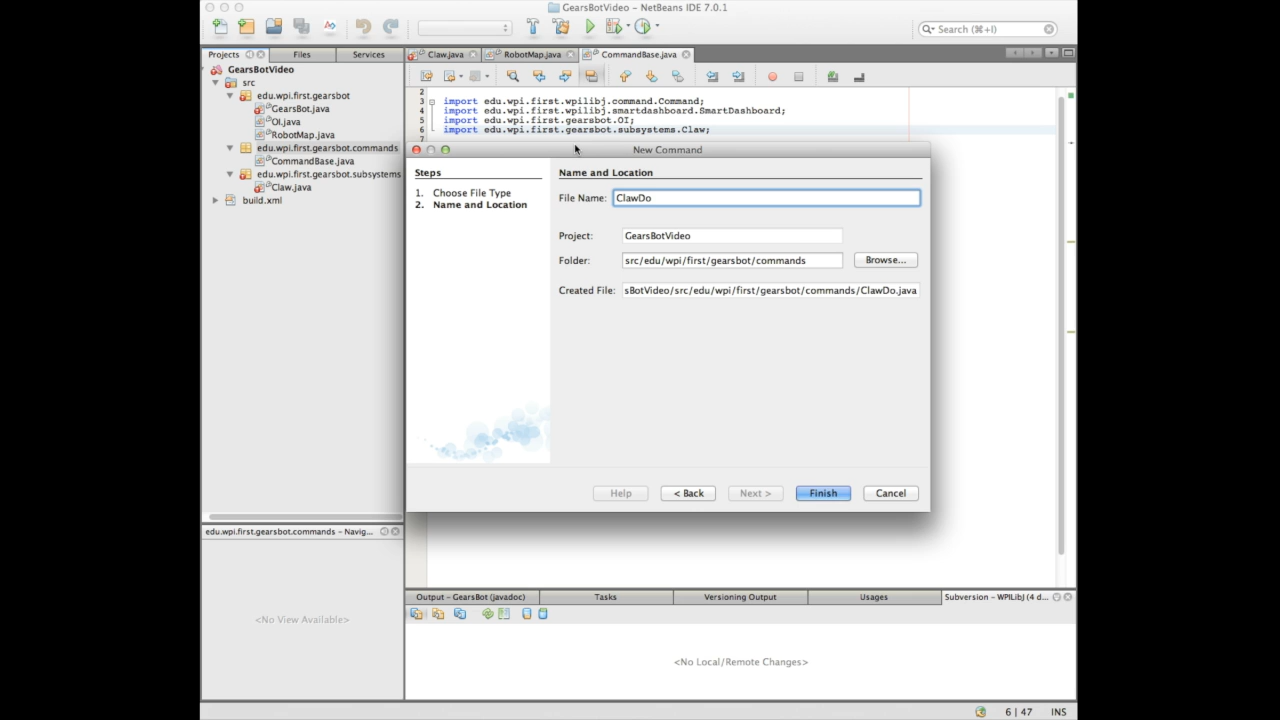 GearsBotVideo – NetBeans IDE 7.0.1
Search (⌘+I)
Projects
Files
Services
Claw.java
RobotMap.java
CommandBase.java
GearsBotVideo
src
edu.wpi.first.gearsbot
GearsBot.java
OI.java
RobotMap.java
edu.wpi.first.gearsbot.commands
CommandBase.java
edu.wpi.first.gearsbot.subsystems
Claw.java
build.xml
2
3 import edu.wpi.first.wpilibj.command.Command;
4 import edu.wpi.first.wpilibj.smartdashboard.SmartDashboard;
5 import edu.wpi.first.gearsbot.OI;
6 import edu.wpi.first.gearsbot.subsystems.Claw;
7
New Command
Steps
1. Choose File Type
2. Name and Location
Name and Location
File Name: ClawDo
Project: GearsBotVideo
Folder: src/edu/wpi/first/gearsbot/commands
Browse...
Created File: sBotVideo/src/edu/wpi/first/gearsbot/commands/ClawDo.java
Help
< Back
Next >
Finish
Cancel
edu.wpi.first.gearsbot.commands – Navig...
<No View Available>
Output – GearsBot (javadoc)
Tasks
Versioning Output
Usages
Subversion – WPILibJ (4 d...
<No Local/Remote Changes>
6 | 47
INS